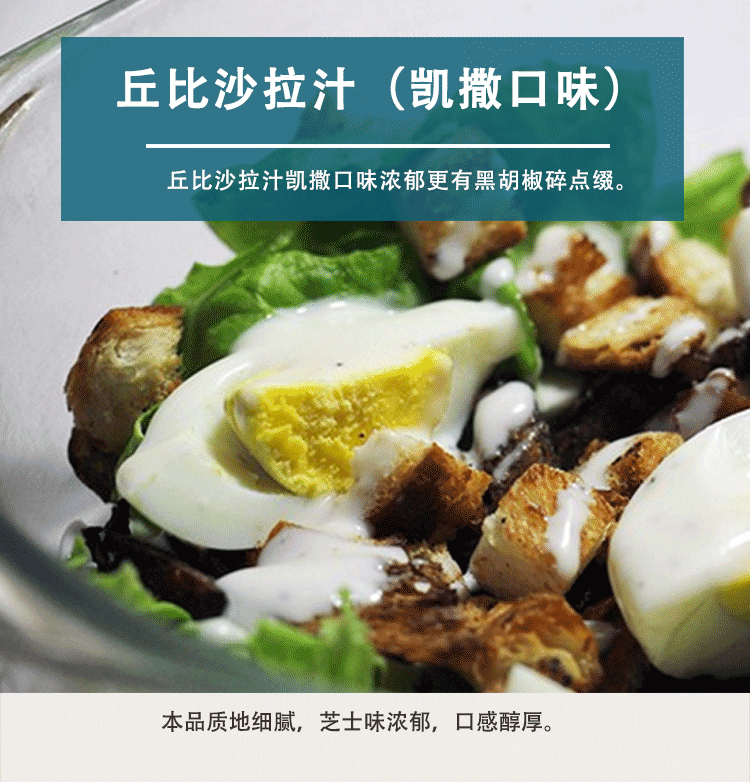 丘比沙拉汁（凯撒口味）
丘比沙拉汁凯撒口味浓郁更有黑胡椒碎点缀。
本品质地细腻，芝士味浓郁，口感醇厚。